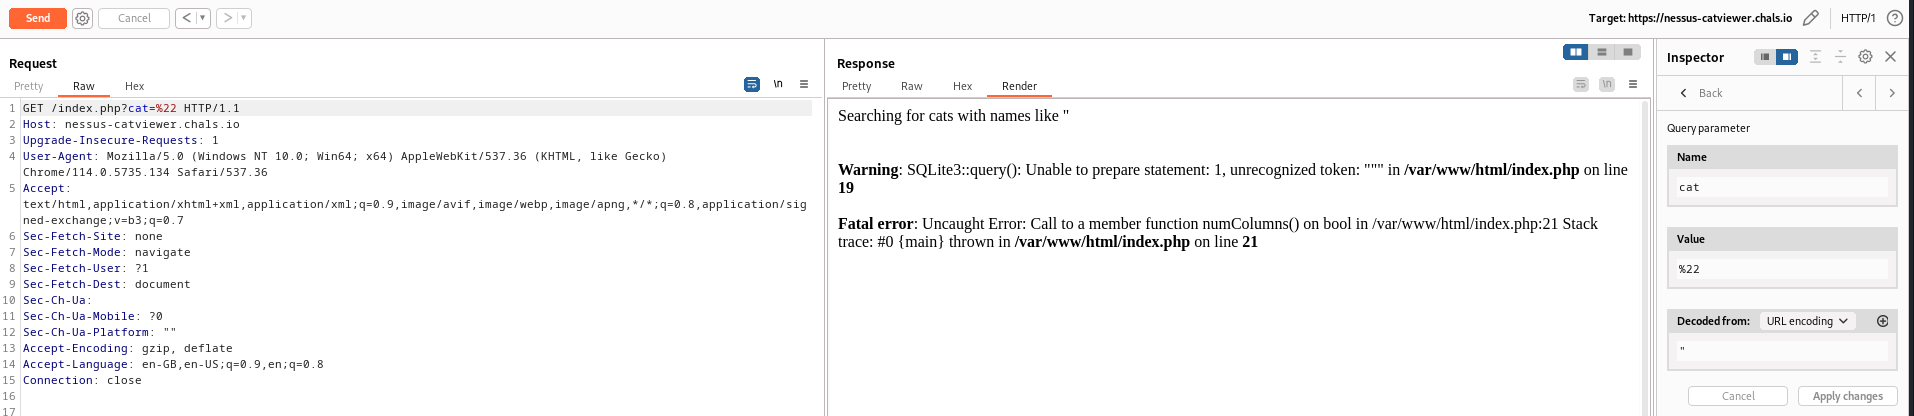 Send
Cancel
Target: https://nessus-catviewer.chals.io
HTTP/1
Request
Pretty
Raw
Hex
\n
1 GET /index.php?cat=%22 HTTP/1.1
2 Host: nessus-catviewer.chals.io
3 Upgrade-Insecure-Requests: 1
4 User-Agent: Mozilla/5.0 (Windows NT 10.0; Win64; x64) AppleWebKit/537.36 (KHTML, like Gecko)
Chrome/114.0.5735.134 Safari/537.36
5 Accept:
text/html,application/xhtml+xml,application/xml;q=0.9,image/avif,image/webp,image/apng,*/*;q=0.8,application/sig
ned-exchange;v=b3;q=0.7
6 Sec-Fetch-Site: none
7 Sec-Fetch-Mode: navigate
8 Sec-Fetch-User: ?1
9 Sec-Fetch-Dest: document
10 Sec-Ch-Ua:
11 Sec-Ch-Ua-Mobile: ?0
12 Sec-Ch-Ua-Platform: ""
13 Accept-Encoding: gzip, deflate
14 Accept-Language: en-GB,en-US;q=0.9,en;q=0.8
15 Connection: close
16
17
Response
Pretty
Raw
Hex
Render
\n
Searching for cats with names like "
Warning: SQLite3::query(): Unable to prepare statement: 1, unrecognized token: """ in /var/www/html/index.php on line
19
Fatal error: Uncaught Error: Call to a member function numColumns() on bool in /var/www/html/index.php:21 Stack
trace: #0 {main} thrown in /var/www/html/index.php on line 21
Inspector
Back
Query parameter
Name
cat
Value
%22
Decoded from: URL encoding
"
Cancel
Apply changes